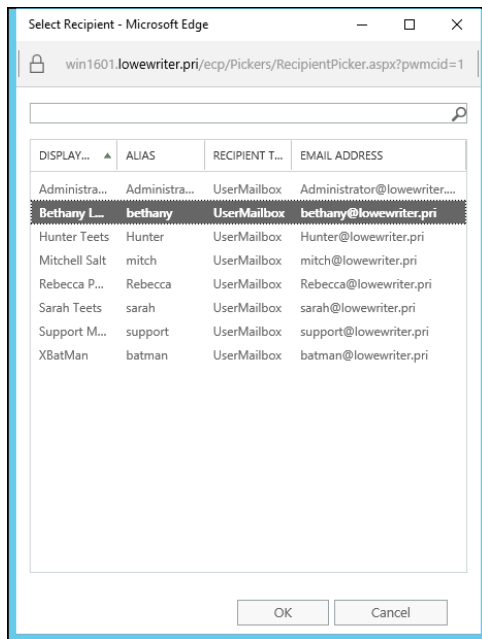 Select Recipient - Microsoft Edge
win1601.lowewriter.pri/ecp/Pickers/RecipientPicker.aspx?pwmcid=1
DISPLAY... ALIAS RECIPIENT T... EMAIL ADDRESS
Administra... Administra... UserMailbox Administrator@lowewriter....
Bethany L... bethany UserMailbox bethany@lowewriter.pri
Hunter Teets Hunter UserMailbox Hunter@lowewriter.pri
Mitchell Salt mitch UserMailbox mitch@lowewriter.pri
Rebecca P... Rebecca UserMailbox Rebecca@lowewriter.pri
Sarah Teets sarah UserMailbox sarah@lowewriter.pri
Support M... support UserMailbox support@lowewriter.pri
XBatMan batman UserMailbox batman@lowewriter.pri
OK Cancel